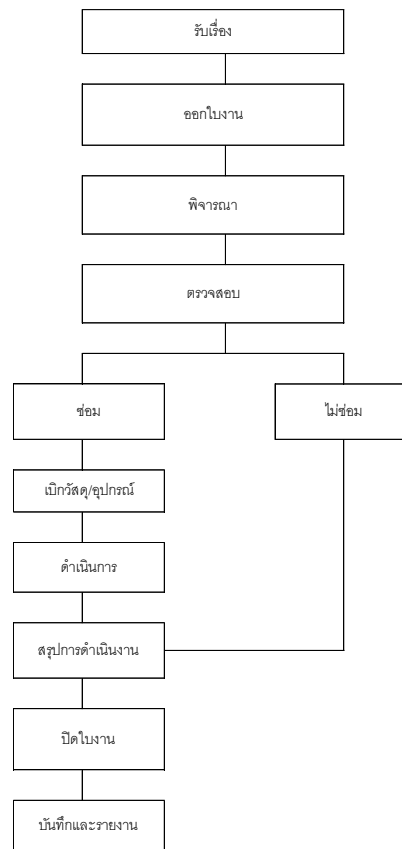 รับเรื่อง
ออกใบงาน
พิจารณา
ตรวจสอบ
ซ่อม
ไม่ซ่อม
เบิกวัสดุ/อุปกรณ์
ดำเนินการ
สรุปการดำเนินงาน
ปิดใบงาน
บันทึกและรายงาน